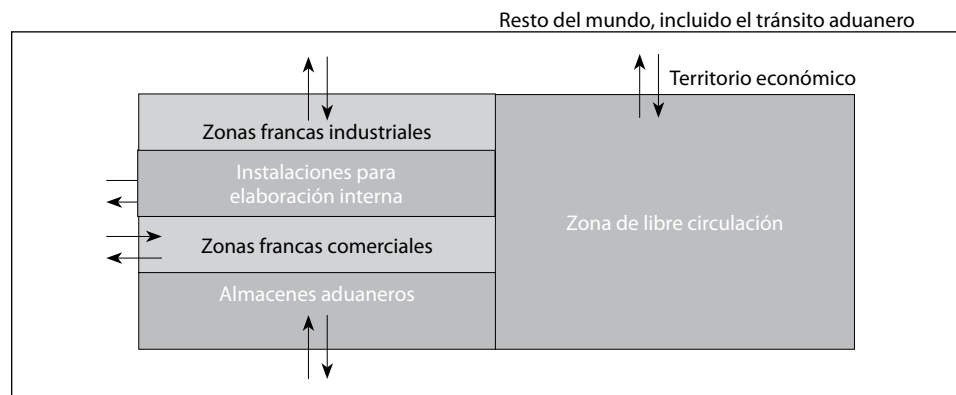 Resto del mundo, incluido el tránsito aduanero
Territorio económico
Zonas francas industriales
Instalaciones para
elaboración interna
Zonas francas comerciales
Almacenes aduaneros
Zona de libre circulación